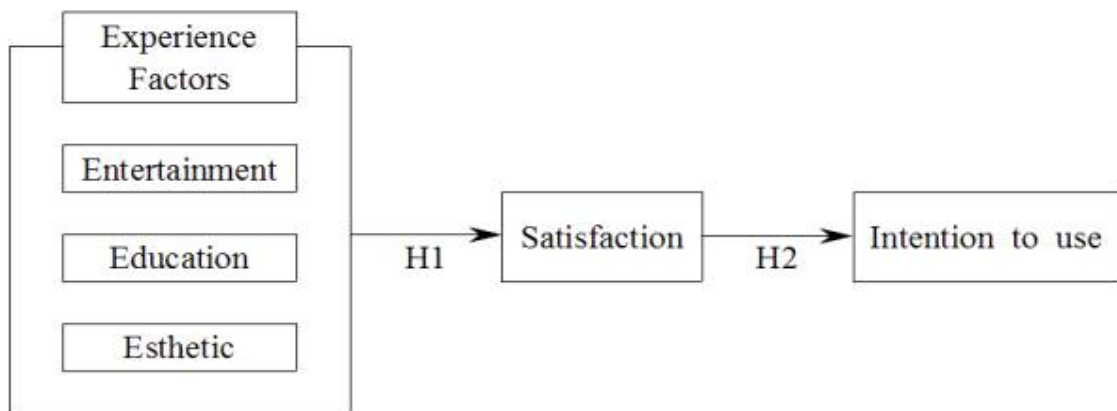 Experience
Factors
Entertainment
Education
Esthetic
H1
Satisfaction
H2
Intention to use